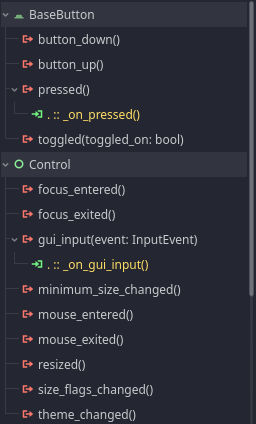 BaseButton
button_down()
button_up()
pressed()
. :: _on_pressed()
toggled(toggled_on: bool)
Control
focus_entered()
focus_exited()
gui_input(event: InputEvent)
. :: _on_gui_input()
minimum_size_changed()
mouse_entered()
mouse_exited()
resized()
size_flags_changed()
theme_changed()